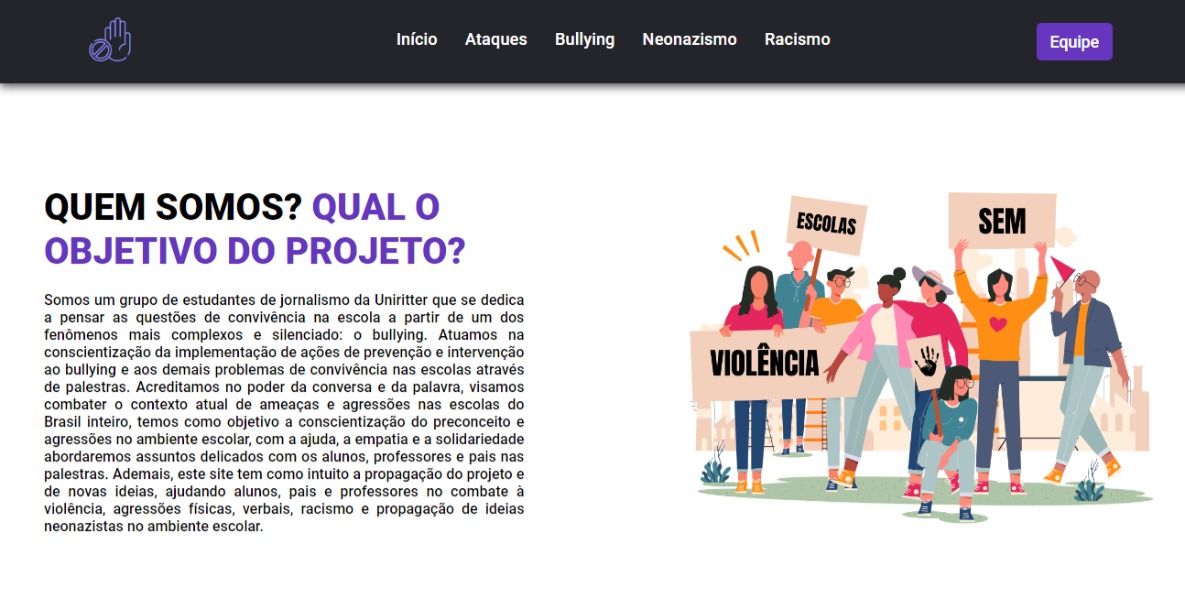 Início Ataques Bullying Neonazismo Racismo Equipe
QUEM SOMOS? QUAL O
OBJETIVO DO PROJETO?
Somos um grupo de estudantes de jornalismo da Uniritter que se dedica
a pensar as questões de convivência na escola a partir de um dos
fenômenos mais complexos e silenciado: o bullying. Atuamos na
conscientização da implementação de ações de prevenção e intervenção
ao bullying e aos demais problemas de convivência nas escolas através
de palestras. Acreditamos no poder da conversa e da palavra, visamos
combater o contexto atual de ameaças e agressões nas escolas do
Brasil inteiro, temos como objetivo a conscientização do preconceito e
agressões no ambiente escolar, com a ajuda, a empatia e a solidariedade
abordaremos assuntos delicados com os alunos, professores e pais nas
palestras. Ademais, este site tem como intuito a propagação do projeto e
de novas ideias, ajudando alunos, pais e professores no combate à
violência, agressões físicas, verbais, racismo e propagação de ideias
neonazistas no ambiente escolar.
ESCOLAS
SEM
VIOLÊNCIA